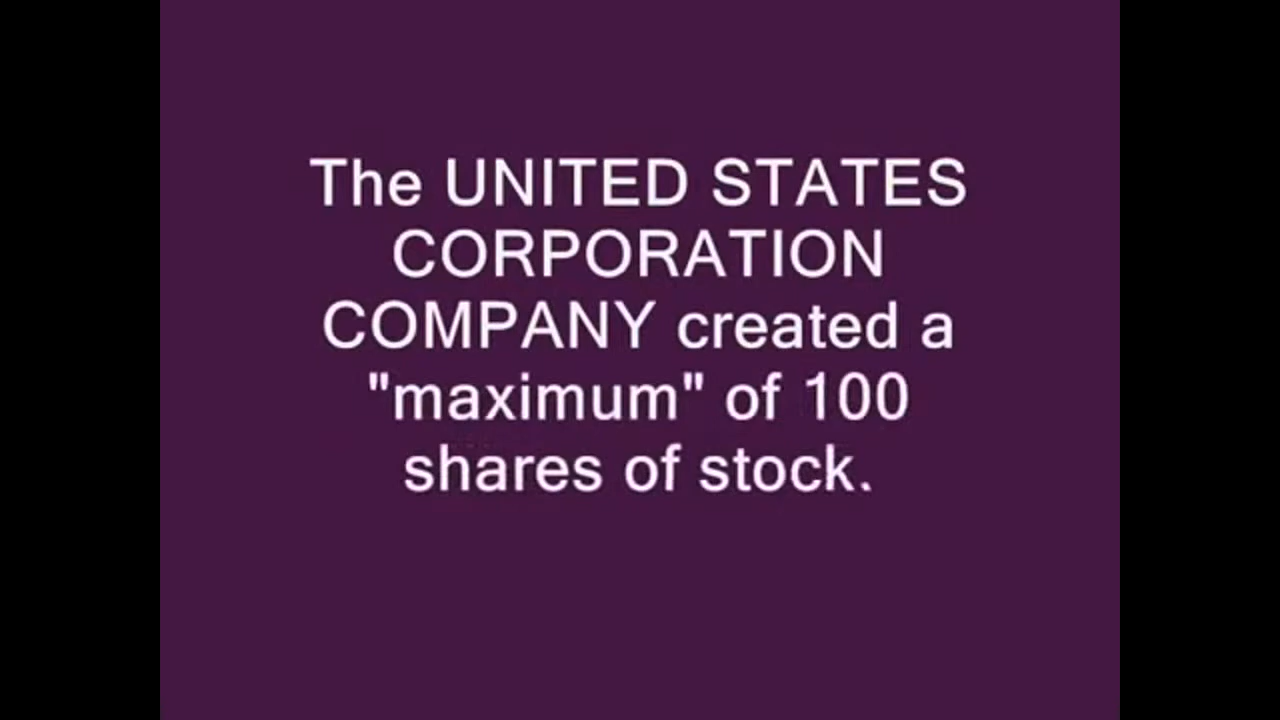 The UNITED STATES
CORPORATION
COMPANY created a
"maximum" of 100
shares of stock.